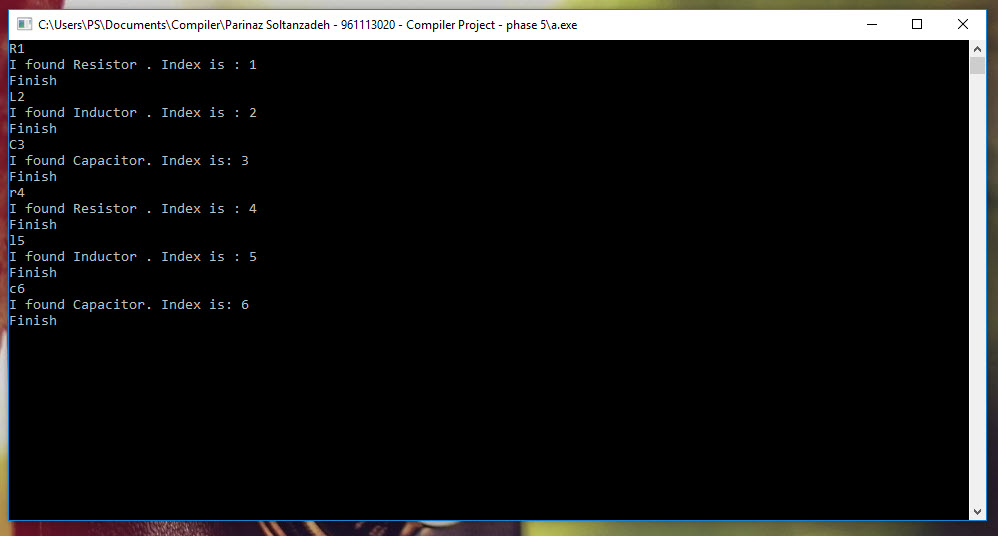 C:\Users\PS\Documents\Compiler\Parinaz Soltanzadeh - 961113020 - Compiler Project - phase 5\a.exe
R1
I found Resistor . Index is : 1
Finish
L2
I found Inductor . Index is : 2
Finish
C3
I found Capacitor. Index is: 3
Finish
r4
I found Resistor . Index is : 4
Finish
l5
I found Inductor . Index is : 5
Finish
c6
I found Capacitor. Index is: 6
Finish